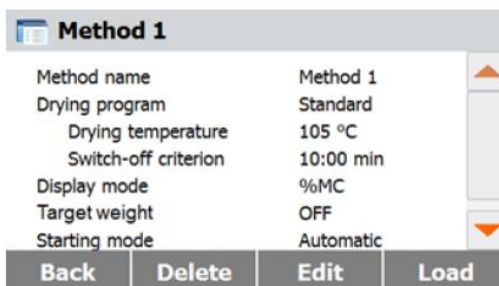 Method 1
Method name Method 1
Drying program Standard
Drying temperature 105 ºC
Switch-off criterion 10:00 min
Display mode %MC
Target weight OFF
Starting mode Automatic
Back Delete Edit Load